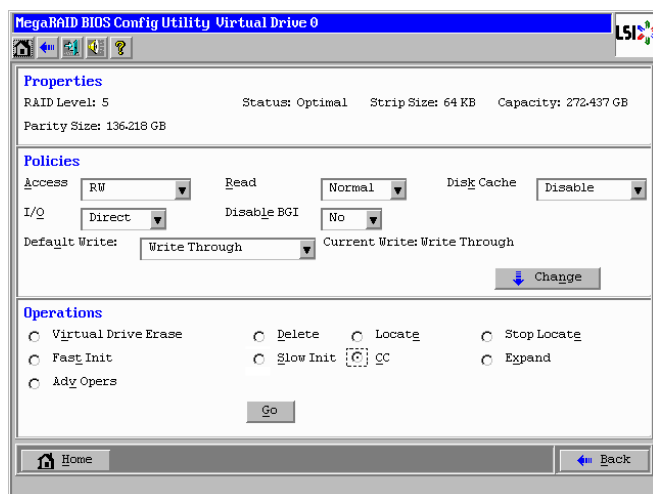 MegaRAID BIOS Config Utility Virtual Drive 0
LSI
Properties
RAID Level: 5 Status: Optimal Strip Size: 64 KB Capacity: 272.437 GB
Parity Size: 136.218 GB
Policies
Access RW Read Normal Disk Cache Disable
I/O Direct Disable BGI No
Default Write: Write Through Current Write: Write Through
Change
Operations
Virtual Drive Erase Delete Locate Stop Locate
Fast Init Slow Init CC Expand
Adv Opers
Go
Home Back